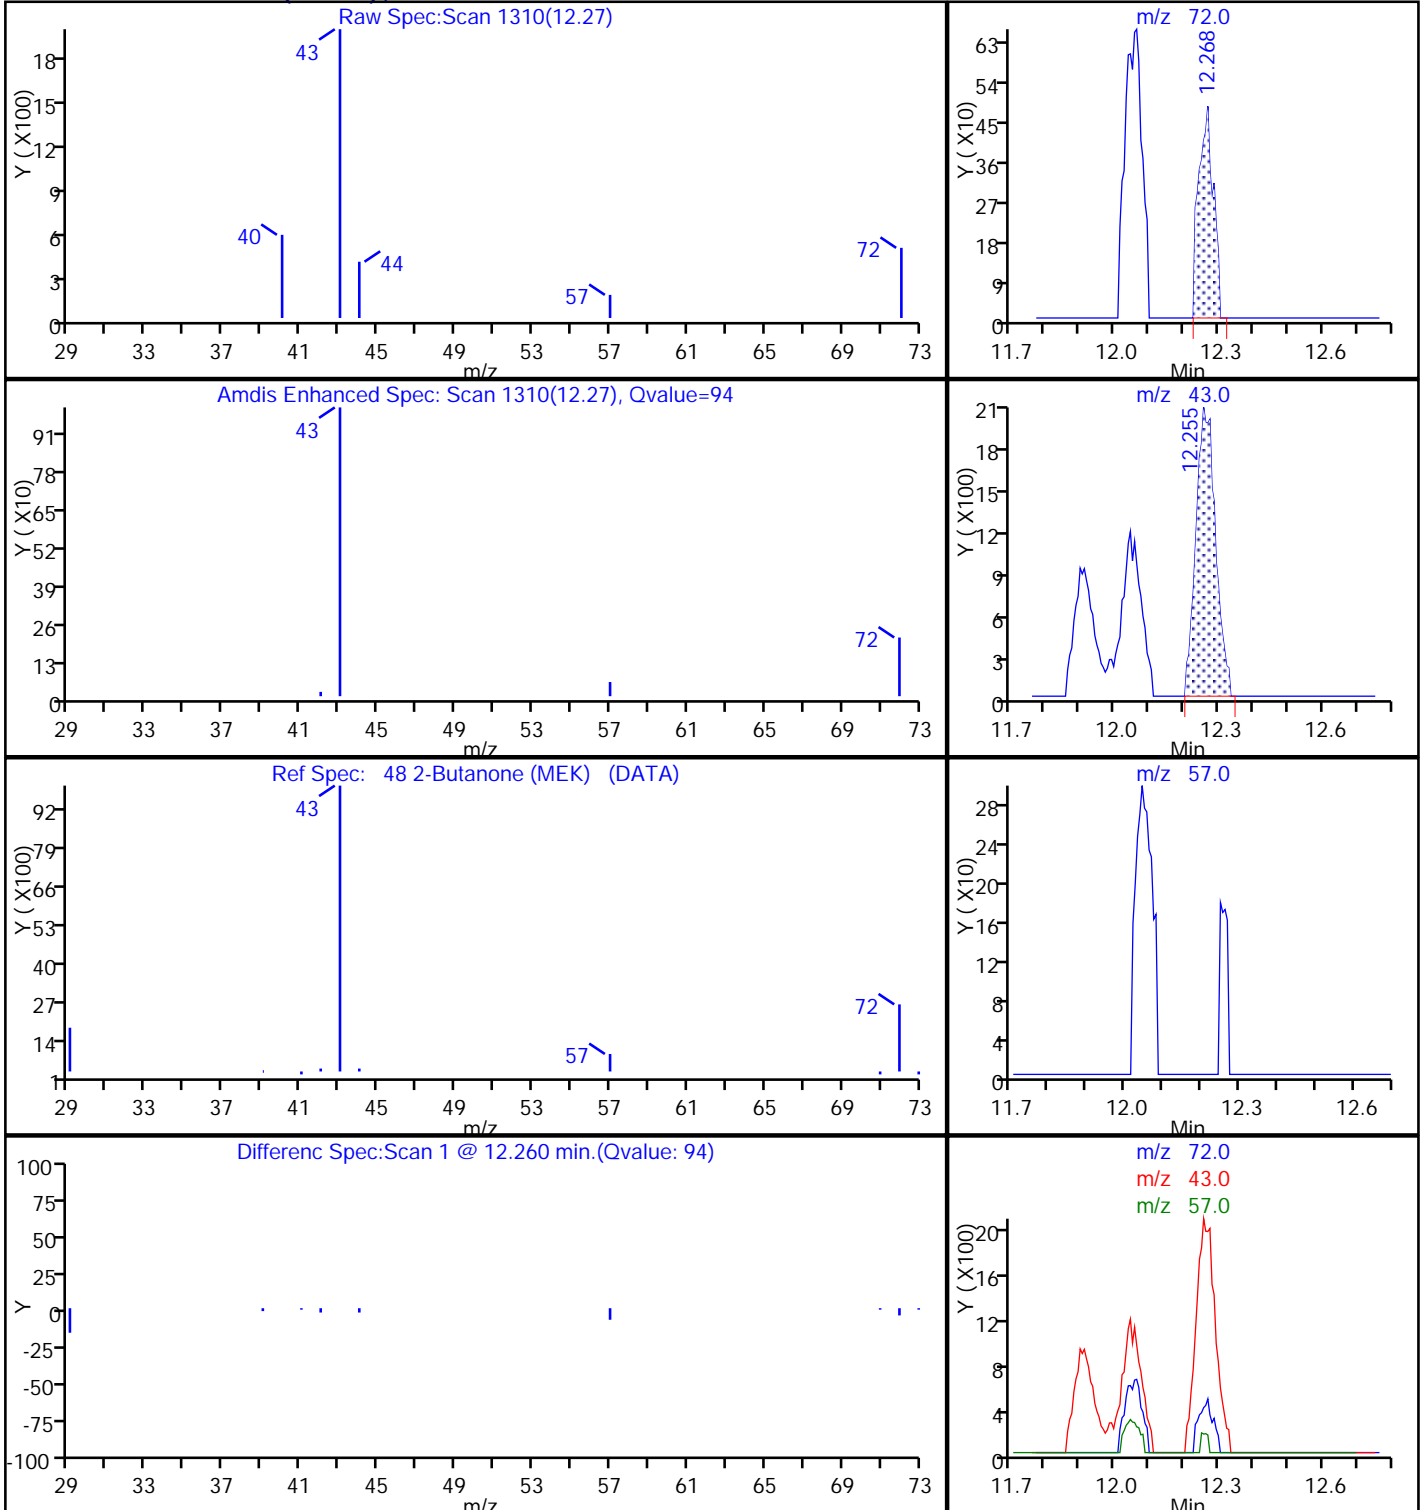 Raw Spec:Scan 1310(12.27)
Y ( X100)
18
15
12
9
6
3
0
43
40
44
57
72
29 33 37 41 45 49 53 57 61 65 69 73
m/z
m/z 72.0
Y ( X10)
63
54
45
36
27
18
9
0
12.268
11.7 12.0 12.3 12.6
Min
Amdis Enhanced Spec: Scan 1310(12.27), Qvalue=94
Y ( X10)
91
78
65
52
39
26
13
0
43
72
29 33 37 41 45 49 53 57 61 65 69 73
m/z
m/z 43.0
Y ( X100)
21
18
15
12
9
6
3
0
12.255
11.7 12.0 12.3 12.6
Min
Ref Spec: 48 2-Butanone (MEK) (DATA)
Y ( X100)
92
79
66
53
40
27
14
1
43
57
72
29 33 37 41 45 49 53 57 61 65 69 73
m/z
m/z 57.0
Y ( X10)
28
24
20
16
12
8
4
0
11.7 12.0 12.3 12.6
Min
Differenc Spec:Scan 1 @ 12.260 min.(Qvalue: 94)
Y
100
75
50
25
0
-25
-50
-75
-100
29 33 37 41 45 49 53 57 61 65 69 73
m/z
m/z 72.0
m/z 43.0
m/z 57.0
Y ( X100)
20
16
12
8
4
0
11.7 12.0 12.3 12.6
Min